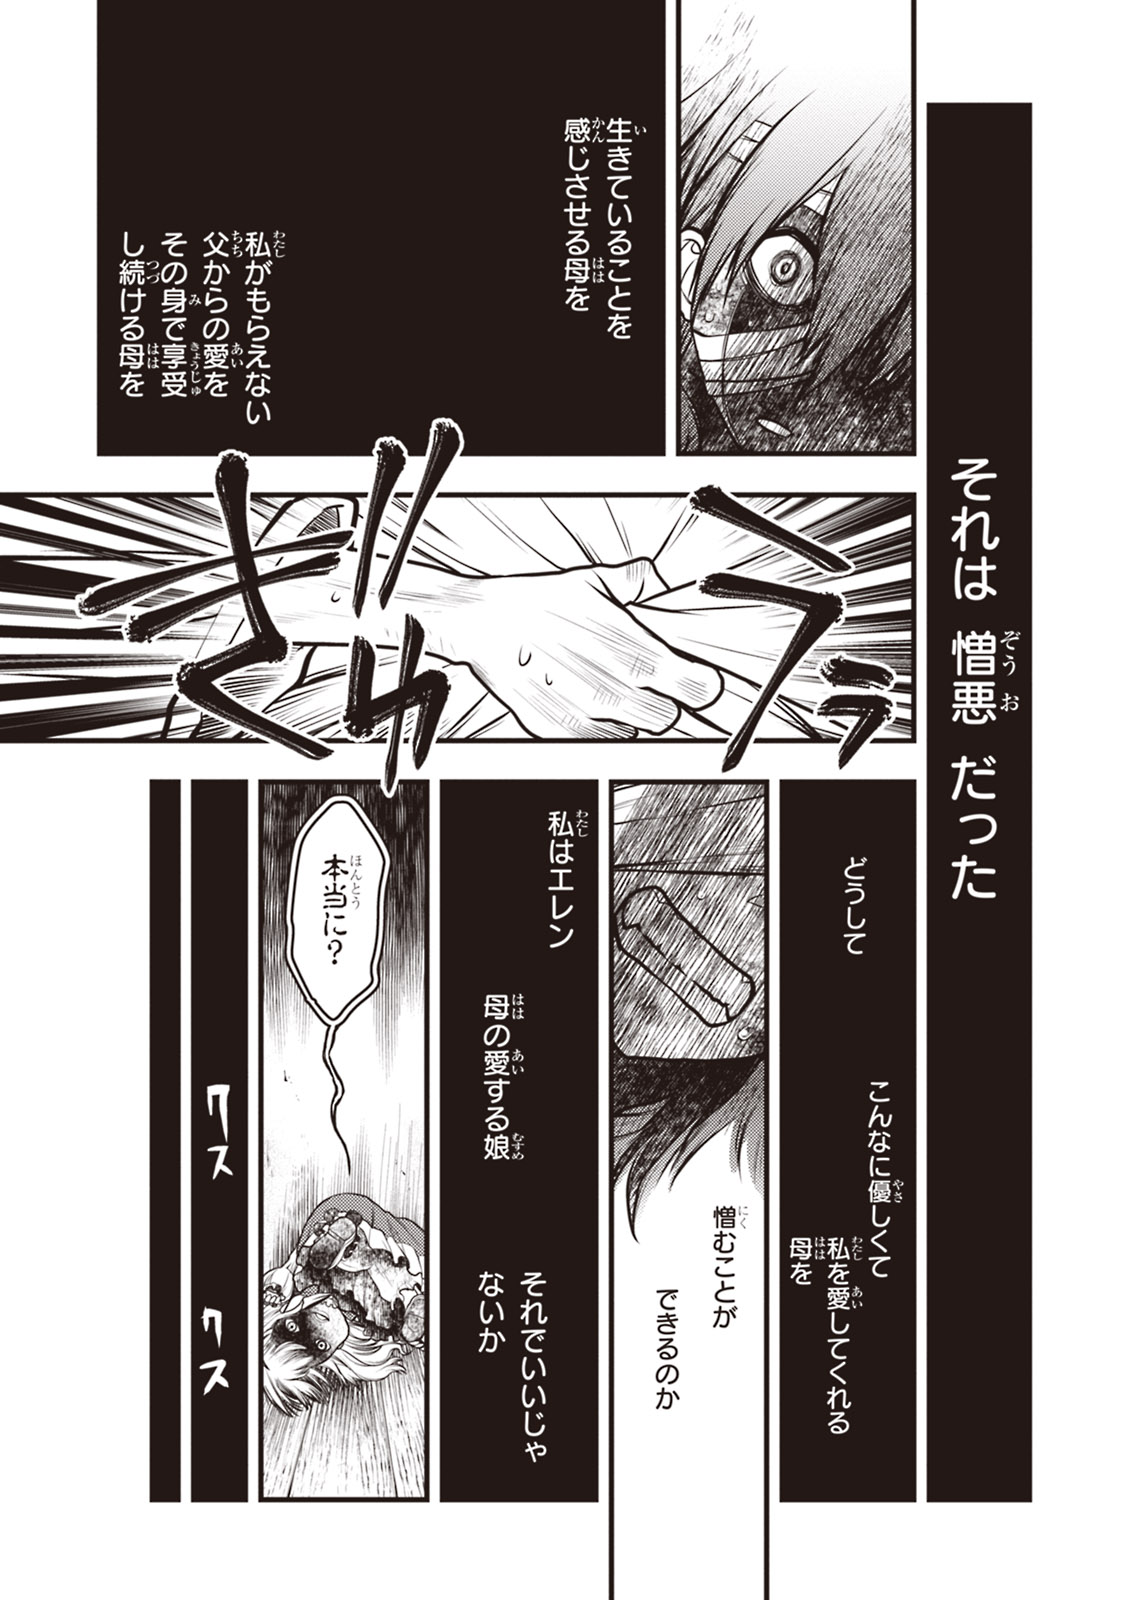 それは 憎悪 だった
生きていることを
感じさせる母を
私がもらえない
父からの愛を
その身で享受
し続ける母を
ギュラッ
どうして
こんなに優しくて
私を愛してくれる
母を
憎むことが
できるのか
私はエレン
母の愛する娘
それでいいじゃ
ないか
本当に?
クス
クス